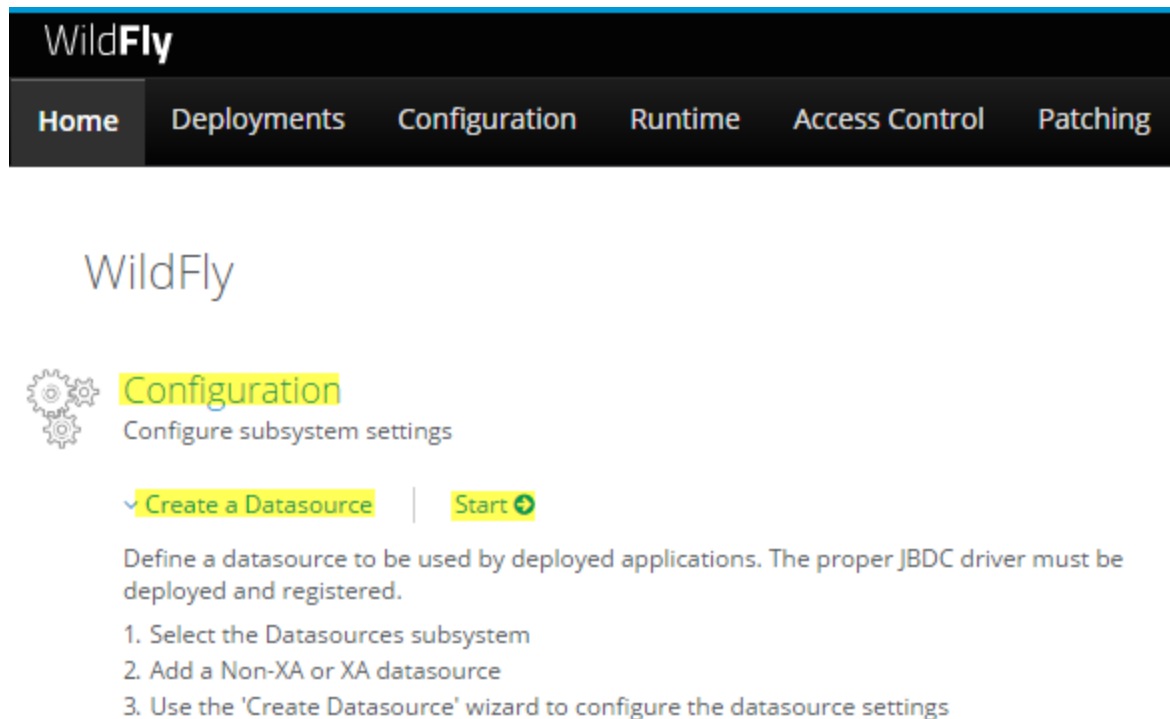 WildFly
Home Deployments Configuration Runtime Access Control Patching
WildFly
Configuration
Configure subsystem settings
Create a Datasource Start
Define a datasource to be used by deployed applications. The proper JBDC driver must be
deployed and registered.
1. Select the Datasources subsystem
2. Add a Non-XA or XA datasource
3. Use the 'Create Datasource' wizard to configure the datasource settings